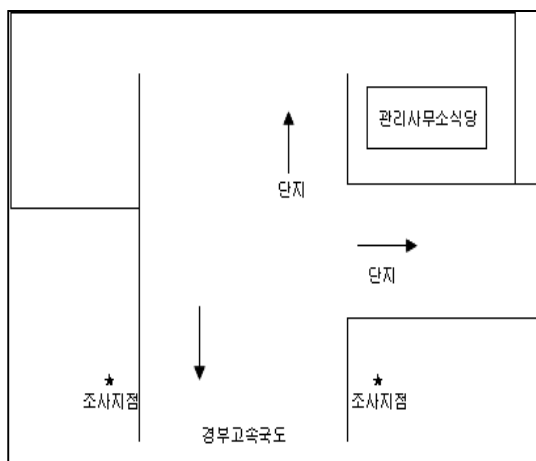 관리사무소식당
단지
단지
★
조사지점
★
조사지점
경부고속국도